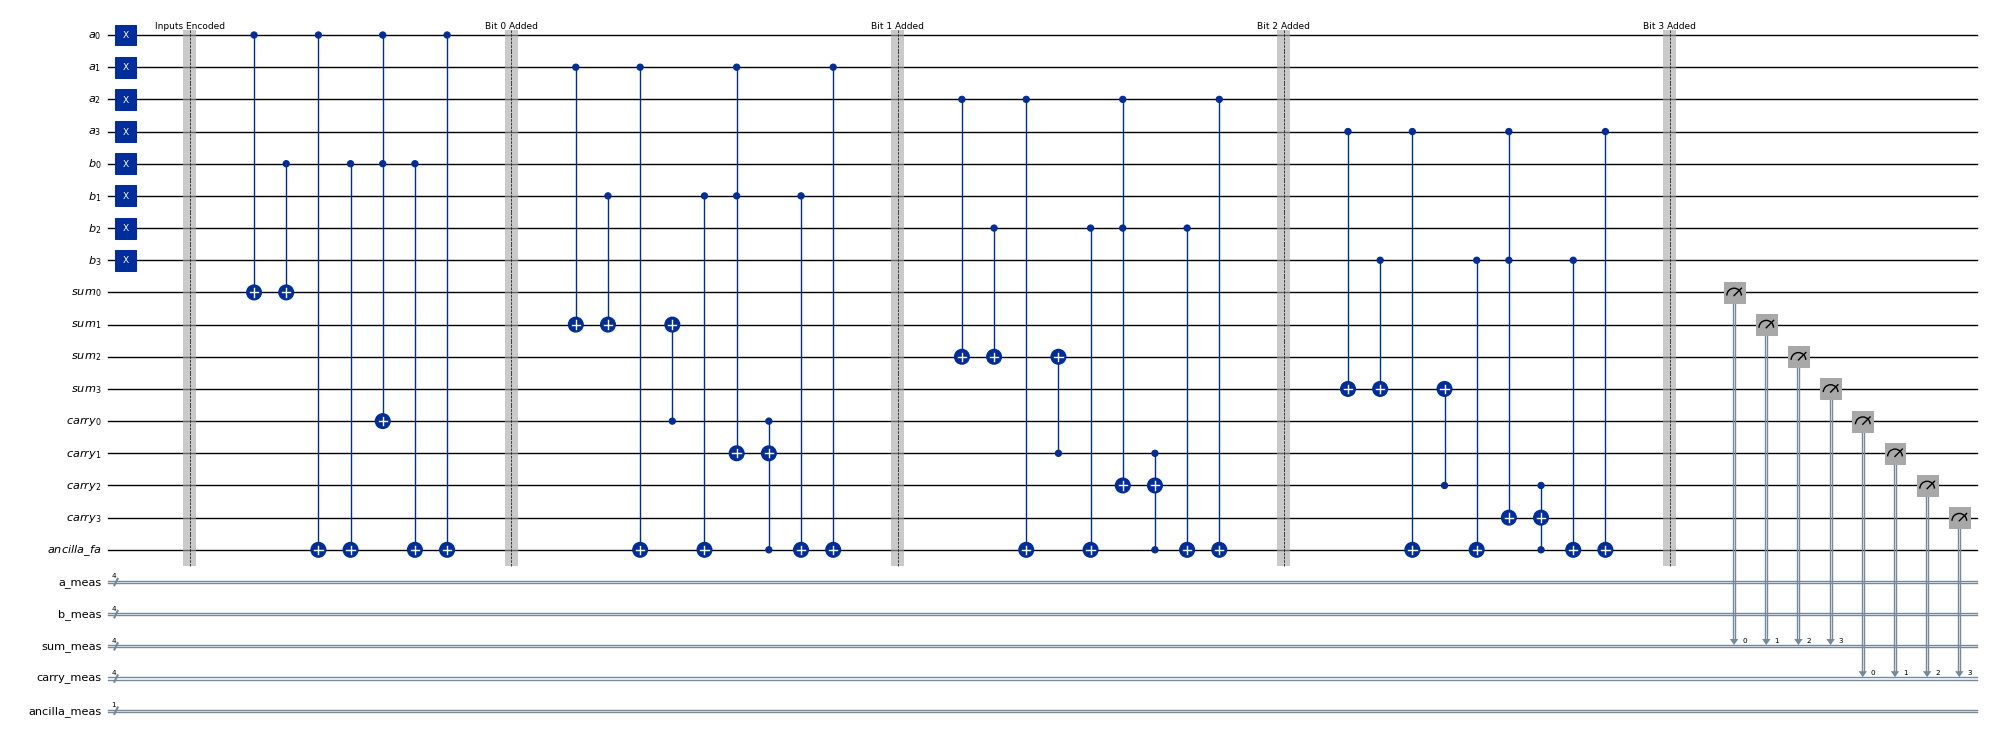 Inputs Encoded Bit 0 Added Bit 1 Added Bit 2 Added Bit 3 Added
a0 X
a1 X
a2 X
a3 X
b0 X
b1 X
b2 X
b3 X
sum0
sum1
sum2
sum3
carry0
carry1
carry2
carry3
ancilla_fa
a_meas 4
b_meas 4
sum_meas 4 0 1 2 3
carry_meas 4 0 1 2 3
ancilla_meas 1